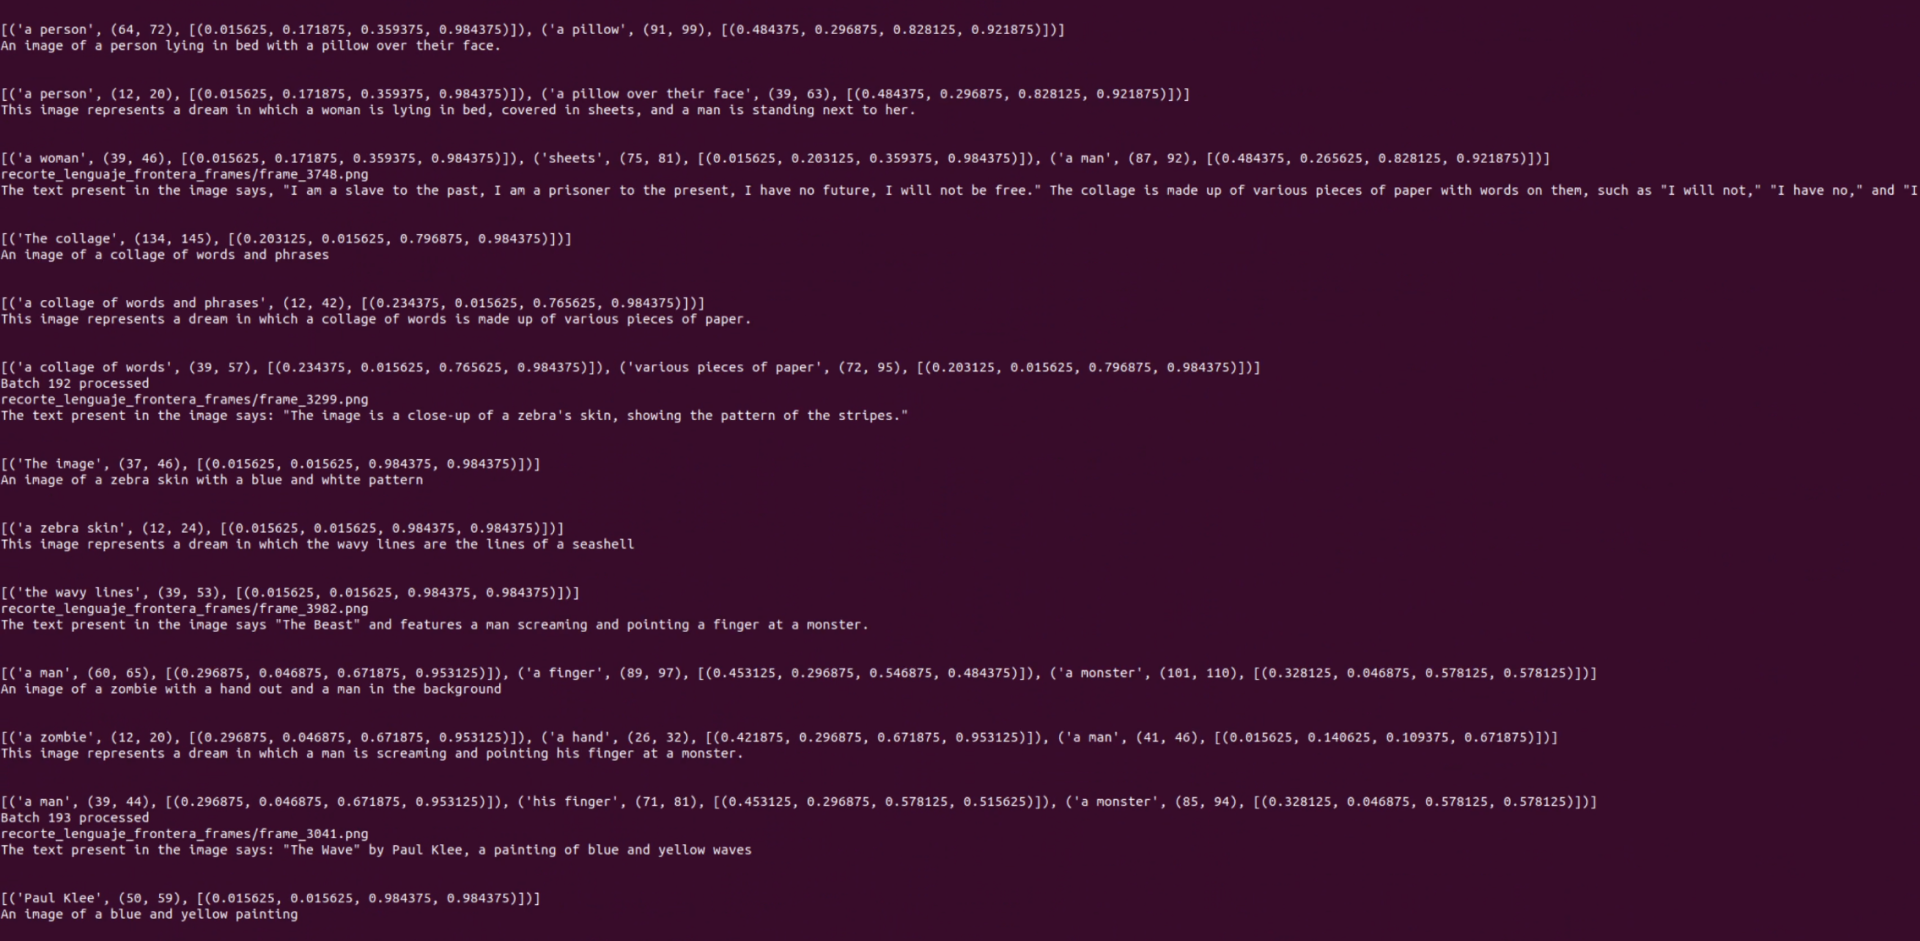 [('a person', (64, 72), [(0.015625, 0.171875, 0.359375, 0.984375)]), ('a pillow', (91, 99), [(0.484375, 0.296875, 0.828125, 0.921875)])]
An image of a person lying in bed with a pillow over their face.
[('a person', (12, 20), [(0.015625, 0.171875, 0.359375, 0.984375)]), ('a pillow over their face', (39, 63), [(0.484375, 0.296875, 0.828125, 0.921875)])]
This image represents a dream in which a woman is lying in bed, covered in sheets, and a man is standing next to her.
[('a woman', (39, 46), [(0.015625, 0.171875, 0.359375, 0.984375)]), ('sheets', (75, 81), [(0.015625, 0.203125, 0.359375, 0.984375)]), ('a man', (87, 92), [(0.484375, 0.265625, 0.828125, 0.921875)])]
recorte_lenguaje_frontera_frames/frame_3748.png
The text present in the image says, "I am a slave to the past, I am a prisoner to the present, I have no future, I will not be free." The collage is made up of various pieces of paper with words on them, such as "I will not," "I have no," and "I
[('The collage', (134, 145), [(0.203125, 0.015625, 0.796875, 0.984375)])]
An image of a collage of words and phrases
[('a collage of words and phrases', (12, 42), [(0.234375, 0.015625, 0.765625, 0.984375)])]
This image represents a dream in which a collage of words is made up of various pieces of paper.
[('a collage of words', (39, 57), [(0.234375, 0.015625, 0.765625, 0.984375)]), ('various pieces of paper', (72, 95), [(0.203125, 0.015625, 0.796875, 0.984375)])]
Batch 192 processed
recorte_lenguaje_frontera_frames/frame_3299.png
The text present in the image says: "The image is a close-up of a zebra's skin, showing the pattern of the stripes."
[('The image', (37, 46), [(0.015625, 0.015625, 0.984375, 0.984375)])]
An image of a zebra skin with a blue and white pattern
[('a zebra skin', (12, 24), [(0.015625, 0.015625, 0.984375, 0.984375)])]
This image represents a dream in which the wavy lines are the lines of a seashell
[('the wavy lines', (39, 53), [(0.015625, 0.015625, 0.984375, 0.984375)])]
recorte_lenguaje_frontera_frames/frame_3982.png
The text present in the image says "The Beast" and features a man screaming and pointing a finger at a monster.
[('a man', (60, 65), [(0.296875, 0.046875, 0.671875, 0.953125)]), ('a finger', (89, 97), [(0.453125, 0.296875, 0.546875, 0.484375)]), ('a monster', (101, 110), [(0.328125, 0.046875, 0.578125, 0.578125)])]
An image of a zombie with a hand out and a man in the background
[('a zombie', (12, 20), [(0.296875, 0.046875, 0.671875, 0.953125)]), ('a hand', (26, 32), [(0.421875, 0.296875, 0.671875, 0.953125)]), ('a man', (41, 46), [(0.015625, 0.140625, 0.109375, 0.671875)])]
This image represents a dream in which a man is screaming and pointing his finger at a monster.
[('a man', (39, 44), [(0.296875, 0.046875, 0.671875, 0.953125)]), ('his finger', (71, 81), [(0.453125, 0.296875, 0.578125, 0.515625)]), ('a monster', (85, 94), [(0.328125, 0.046875, 0.578125, 0.578125)])]
Batch 193 processed
recorte_lenguaje_frontera_frames/frame_3041.png
The text present in the image says: "The Wave" by Paul Klee, a painting of blue and yellow waves
[('Paul Klee', (50, 59), [(0.015625, 0.015625, 0.984375, 0.984375)])]
An image of a blue and yellow painting